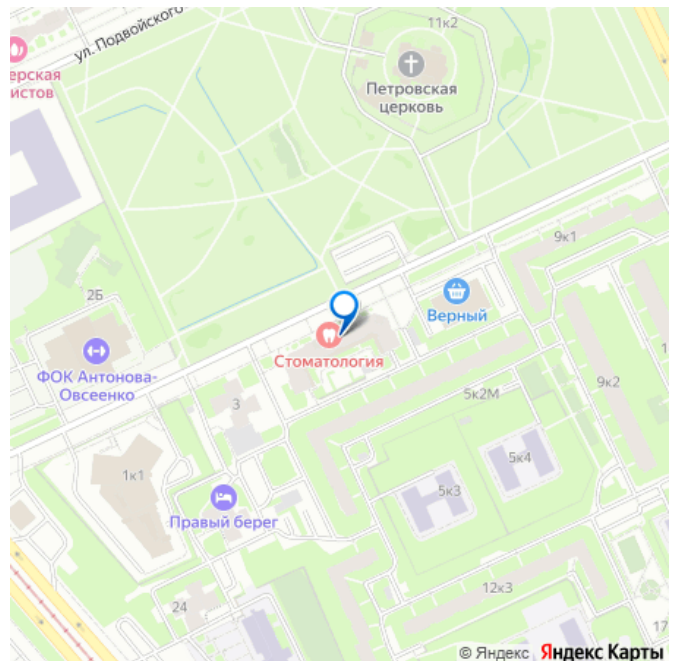 11к2
ул. Подвойского
Петровская
церковь
ерская
истов
9к1
2Б
Верный
Стоматология
ФОК Антонова-
Овсеенко
3
5к2М
9к2
1
5к4
1к1
5к3
Правый берег
12к3
24
17
© Яндекс Яндекс Карты